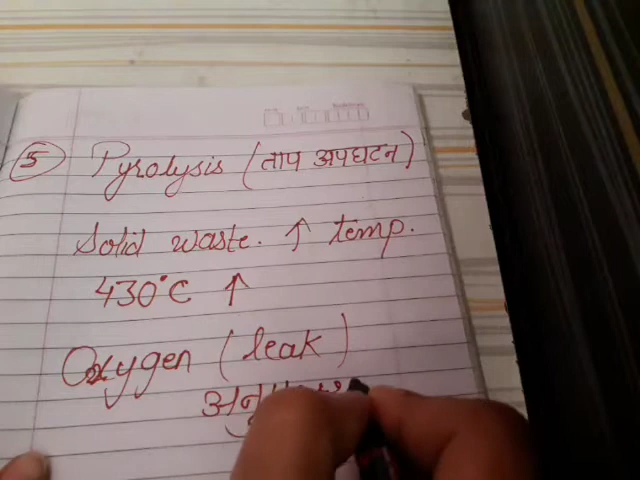 5 Pyrolysis (ताप अपघटन)
Solid waste. ↑ temp.
430°C ↑
Oxygen (leak)